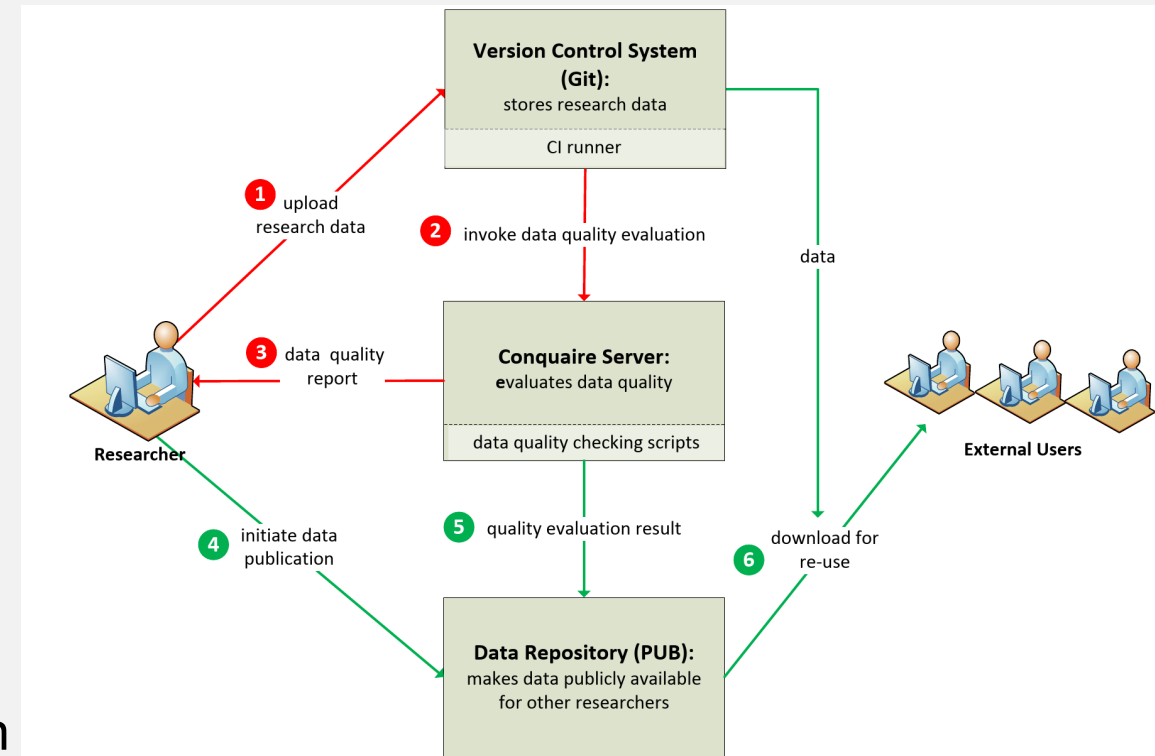 Version Control System
(Git):
stores research data
CI runner
1
upload
research data
2
invoke data quality evaluation
data
3
data quality
report
Conquaire Server:
evaluates data quality
data quality checking scripts
Researcher
External Users
4
initiate data
publication
5
quality evaluation result
6
download for
re-use
Data Repository (PUB):
makes data publicly available
for other researchers